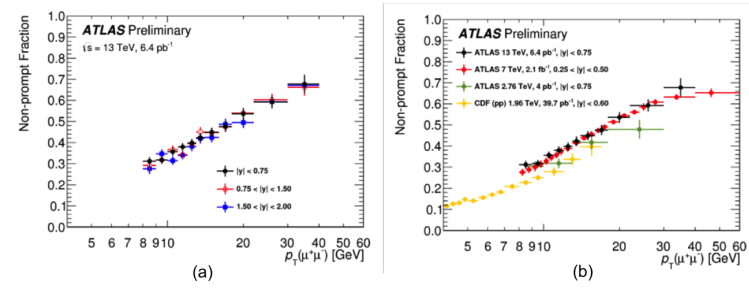 ATLAS Preliminary
√s = 13 TeV, 6.4 pb⁻¹
Non-prompt Fraction
1.0
0.9
0.8
0.7
0.6
0.5
0.4
0.3
0.2
0.1
0.0
|y| < 0.75
0.75 < |y| < 1.50
1.50 < |y| < 2.00
5 6 7 8 910 20 30 40 50 60
p_T(μ⁺μ⁻) [GeV]
(a)
ATLAS Preliminary
ATLAS 13 TeV, 6.4 pb⁻¹, |y| < 0.75
ATLAS 7 TeV, 2.1 fb⁻¹, 0.25 < |y| < 0.50
ATLAS 2.76 TeV, 4 pb⁻¹, |y| < 0.75
CDF (pp) 1.96 TeV, 39.7 pb⁻¹, |y| < 0.60
Non-prompt Fraction
1.0
0.9
0.8
0.7
0.6
0.5
0.4
0.3
0.2
0.1
0.0
5 6 7 8 910 20 30 40 50 60
p_T(μ⁺μ⁻) [GeV]
(b)